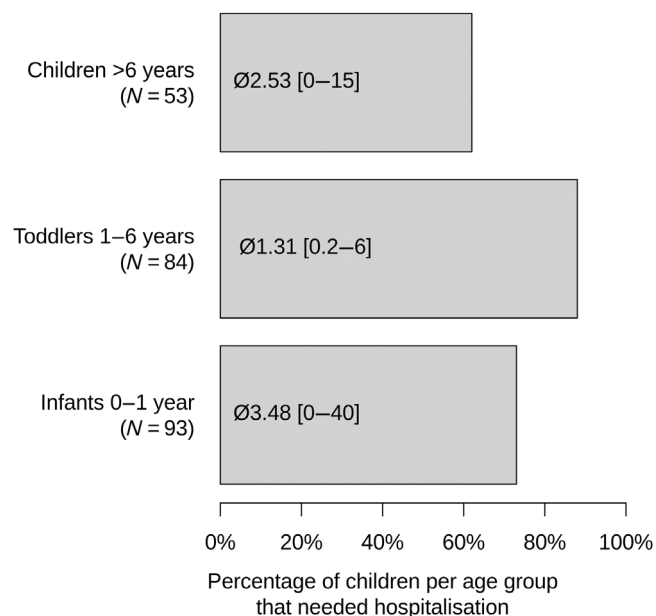 Children >6 years
(N = 53)
Ø2.53 [0–15]
Toddlers 1–6 years
(N = 84)
Ø1.31 [0.2–6]
Infants 0–1 year
(N = 93)
Ø3.48 [0–40]
0% 20% 40% 60% 80% 100%
Percentage of children per age group
that needed hospitalisation